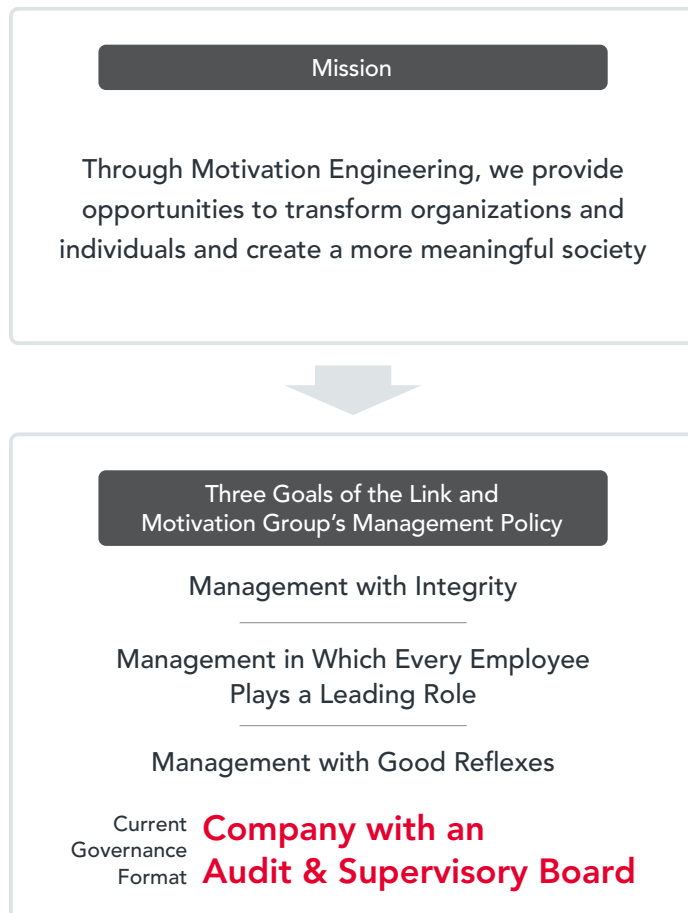 Mission
Through Motivation Engineering, we provide
opportunities to transform organizations and
individuals and create a more meaningful society
Three Goals of the Link and
Motivation Group's Management Policy
Management with Integrity
Management in Which Every Employee
Plays a Leading Role
Management with Good Reflexes
Current
Governance
Format
Company with an
Audit & Supervisory Board